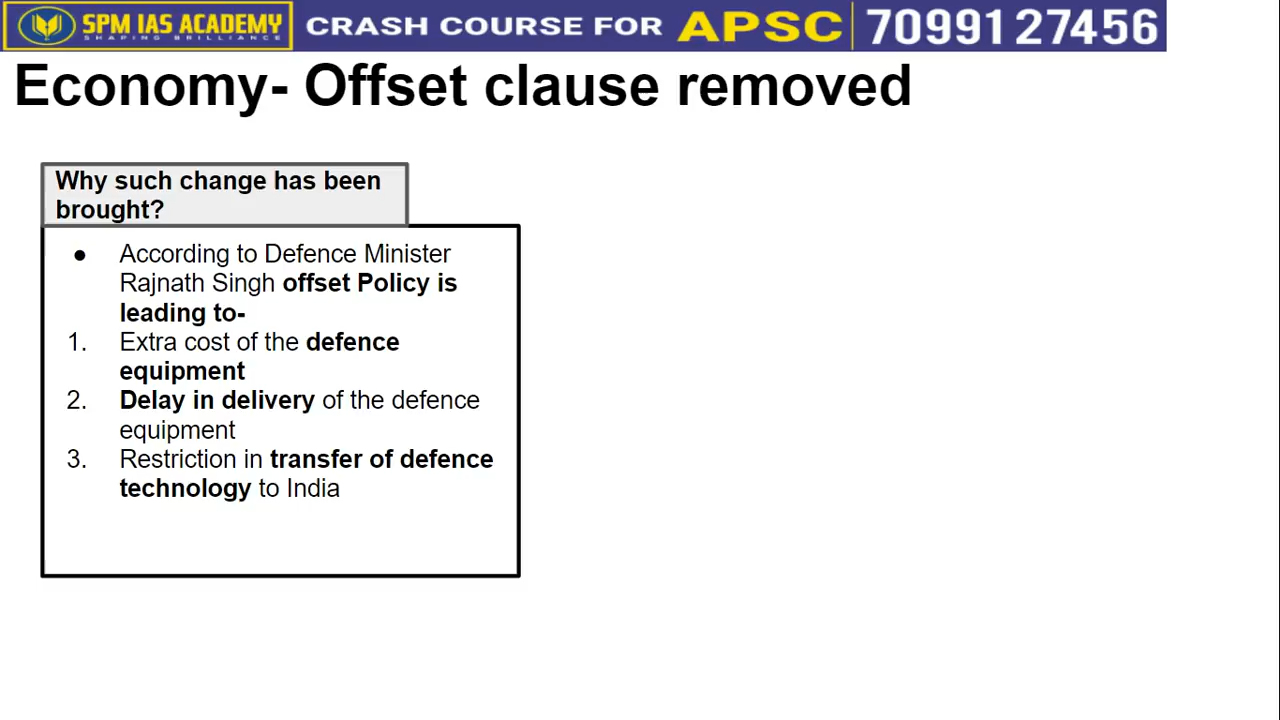 SPM IAS ACADEMY
SHAPING BRILLIANCE
CRASH COURSE FOR APSC 70991 27456
Economy- Offset clause removed
Why such change has been
brought?
● According to Defence Minister
Rajnath Singh offset Policy is
leading to-
1. Extra cost of the defence
equipment
2. Delay in delivery of the defence
equipment
3. Restriction in transfer of defence
technology to India